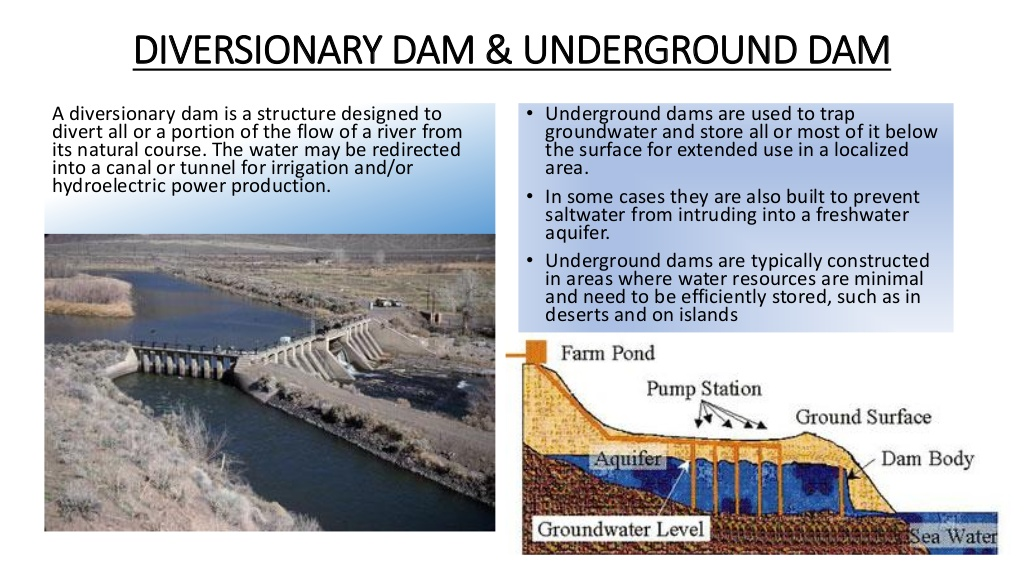 DIVERSIONARY DAM & UNDERGROUND DAM
A diversionary dam is a structure designed to
divert all or a portion of the flow of a river from
its natural course. The water may be redirected
into a canal or tunnel for irrigation and/or
hydroelectric power production.
• Underground dams are used to trap
groundwater and store all or most of it below
the surface for extended use in a localized
area.
• In some cases they are also built to prevent
saltwater from intruding into a freshwater
aquifer.
• Underground dams are typically constructed
in areas where water resources are minimal
and need to be efficiently stored, such as in
deserts and on islands
Farm Pond
Pump Station
Ground Surface
Aquifer
Dam Body
Groundwater Level
Sea Water